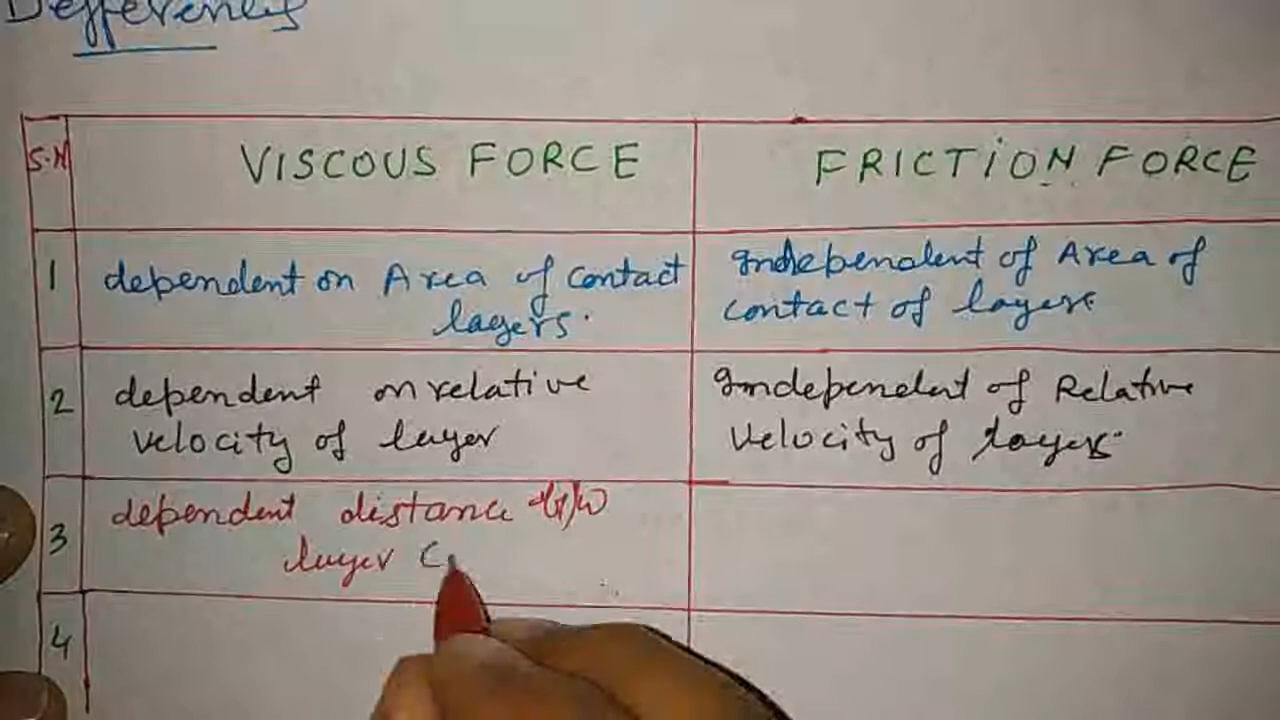 Differences
S.N VISCOUS FORCE FRICTION FORCE
1 dependent on Area of Contact layers.
Independent of Area of contact of layers
2 dependent on relative velocity of layer
Independent of Relative velocity of layers
3 dependent distance b/w layer (
4